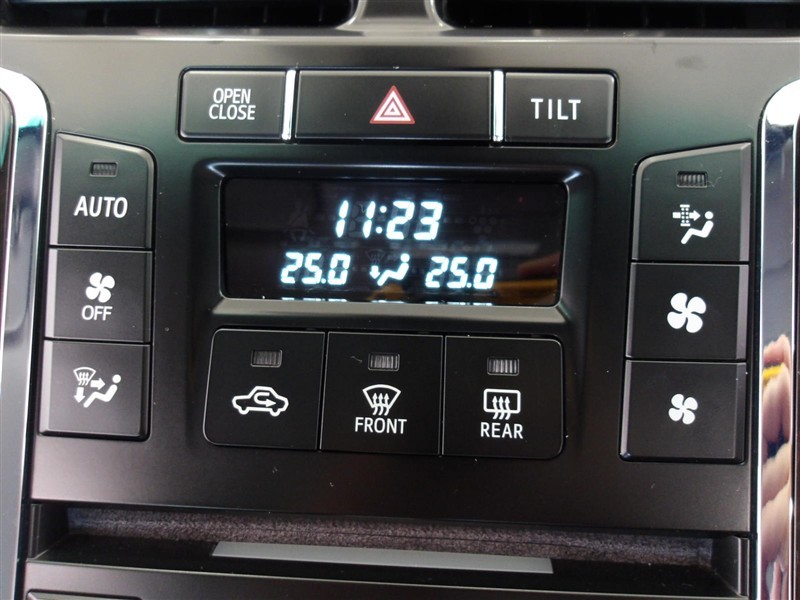 OPEN
CLOSE
TILT
AUTO
11:23
25.0 25.0
OFF
FRONT
REAR